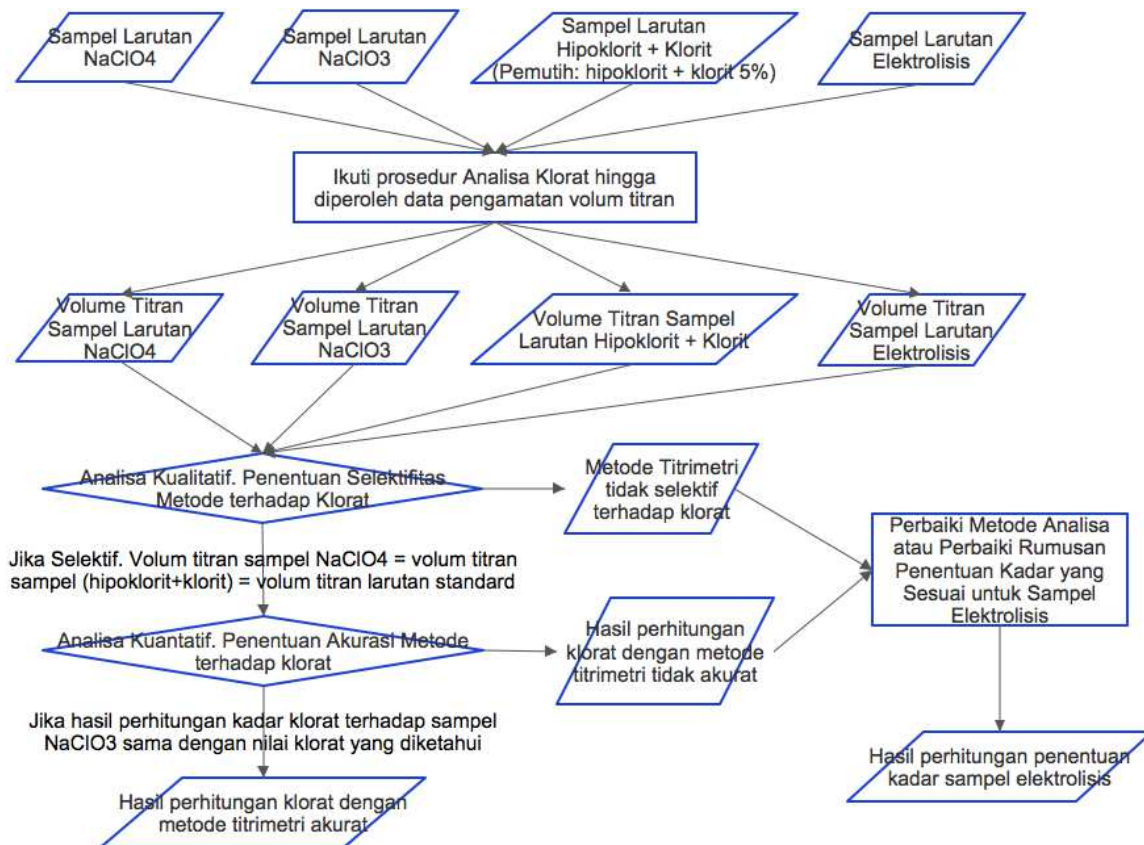 Sampel Larutan
NaClO4
Sampel Larutan
NaClO3
Sampel Larutan
Hipoklorit + Klorit
(Pemutih: hipoklorit + klorit 5%)
Sampel Larutan
Elektrolisis
Ikuti prosedur Analisa Klorat hingga
diperoleh data pengamatan volum titran
Volume Titran
Sampel Larutan
NaClO4
Volume Titran
Sampel Larutan
NaClO3
Volume Titran Sampel
Larutan Hipoklorit + Klorit
Volume Titran
Sampel Larutan
Elektrolisis
Analisa Kualitatif. Penentuan Selektifitas
Metode terhadap Klorat
Metode Titrimetri
tidak selektif
terhadap klorat
Perbaiki Metode Analisa
atau Perbaiki Rumusan
Penentuan Kadar yang
Sesuai untuk Sampel
Elektrolisis
Jika Selektif. Volum titran sampel NaClO4 = volum titran
sampel (hipoklorit+klorit) = volum titran larutan standard
Analisa Kuantatif. Penentuan Akurasi Metode
terhadap klorat
Hasil perhitungan
klorat dengan metode
titrimetri tidak akurat
Jika hasil perhitungan kadar klorat terhadap sampel
NaClO3 sama dengan nilai klorat yang diketahui
Hasil perhitungan penentuan
kadar sampel elektrolisis
Hasil perhitungan klorat dengan
metode titrimetri akurat